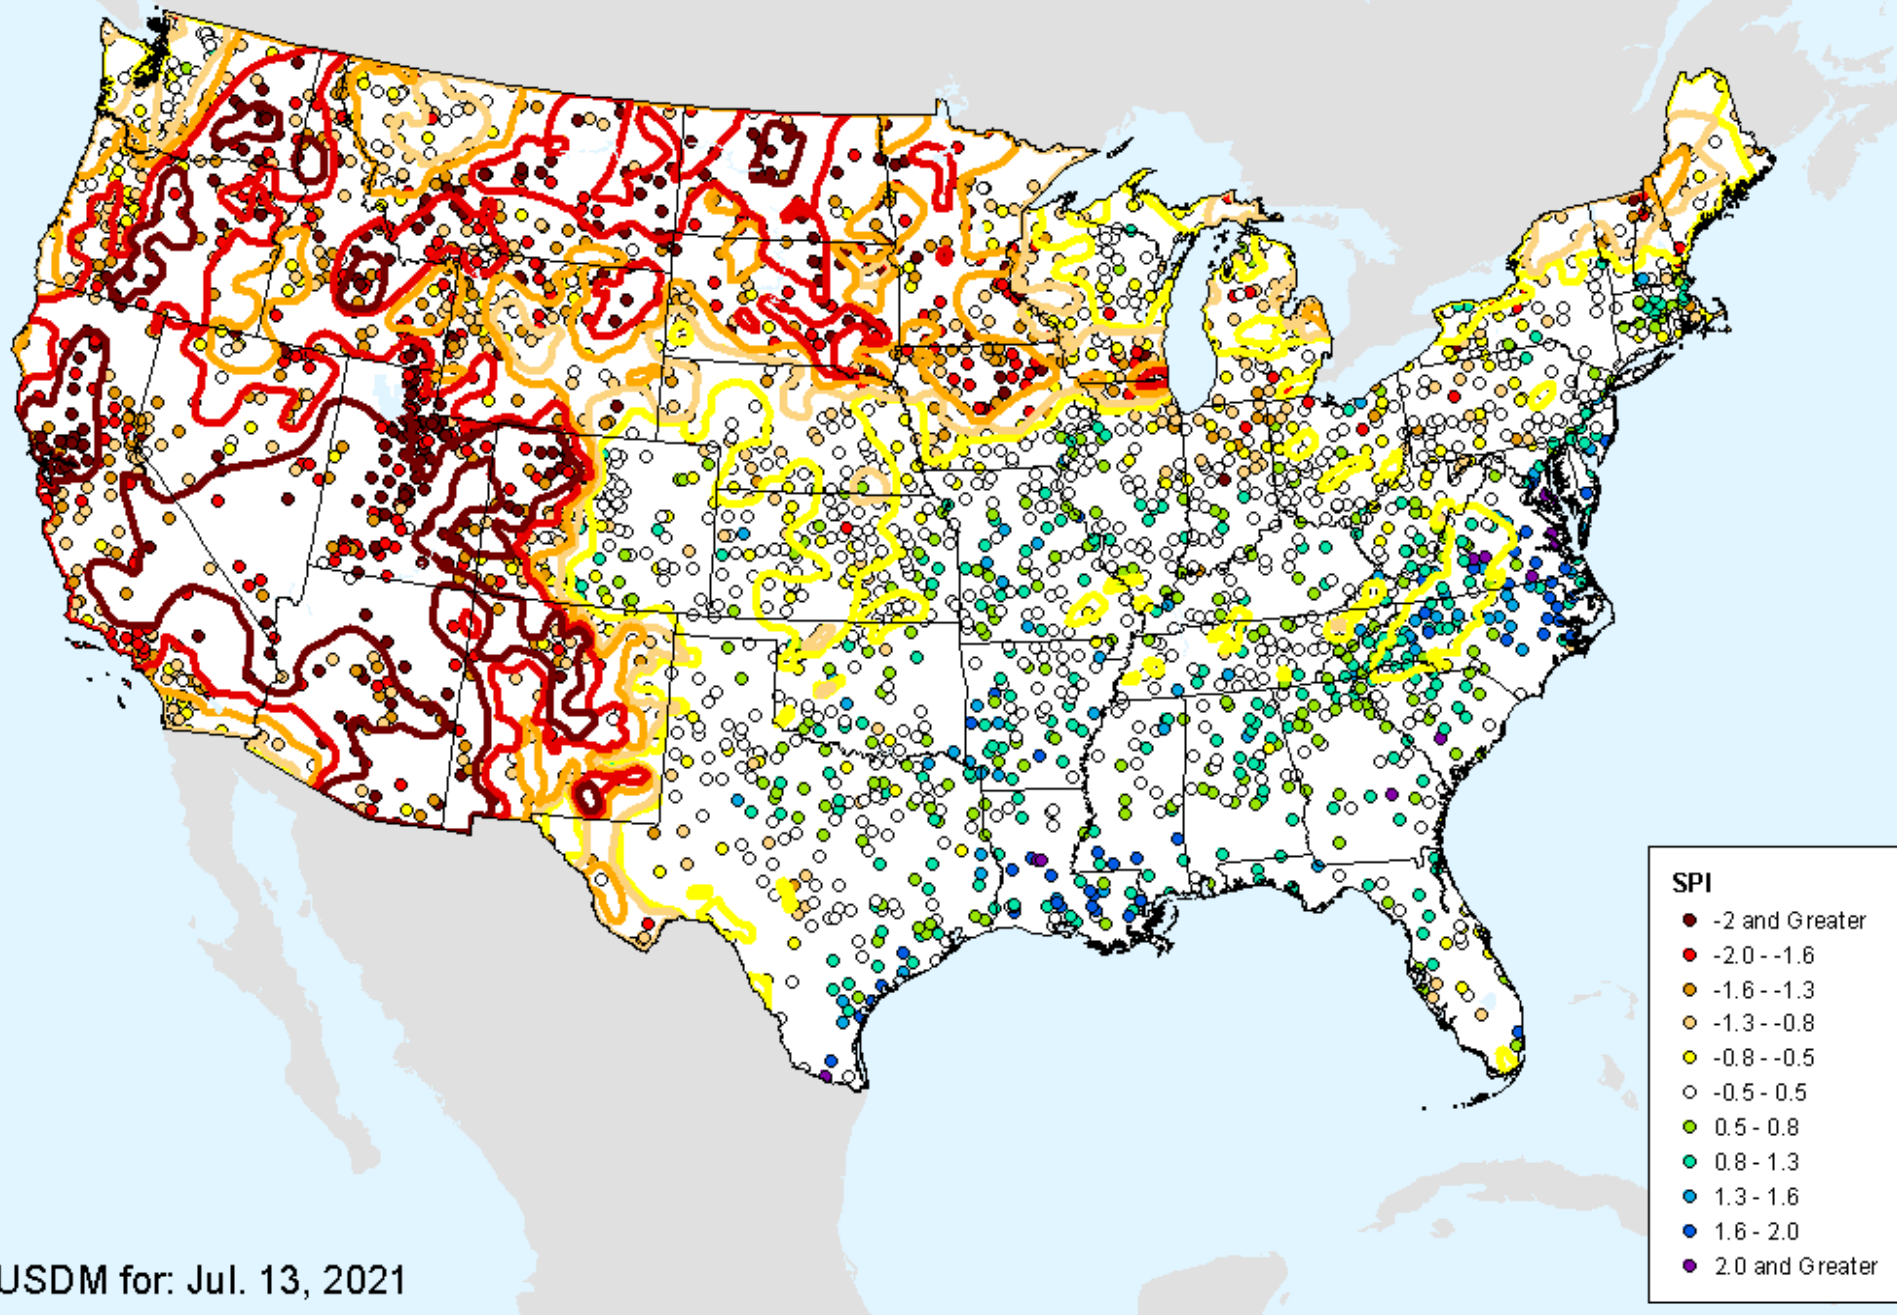 SPI
-2 and Greater
-2.0 - -1.6
-1.6 - -1.3
-1.3 - -0.8
-0.8 - -0.5
-0.5 - 0.5
0.5 - 0.8
0.8 - 1.3
1.3 - 1.6
1.6 - 2.0
2.0 and Greater
USDM for: Jul. 13, 2021